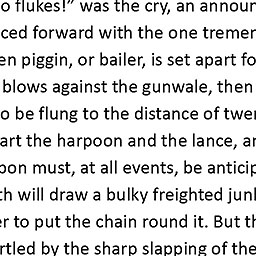 o flukes!” was the cry, an announ
ced forward with the one tremen
en piggin, or bailer, is set apart fo
blows against the gunwale, then
o be flung to the distance of twe
art the harpoon and the lance, a
oon must, at all events, be anticip
th will draw a bulky freighted junk
er to put the chain round it. But th
rtled by the sharp slapping of the